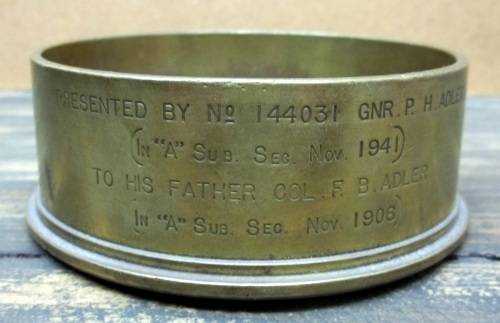 PRESENTED BY No 144031 GNR. P. H. ADLER
(IN "A" SUB. SEC. NOV. 1941)
TO HIS FATHER COL. F. B. ADLER
(IN "A" SUB. SEC. NOV. 1906)